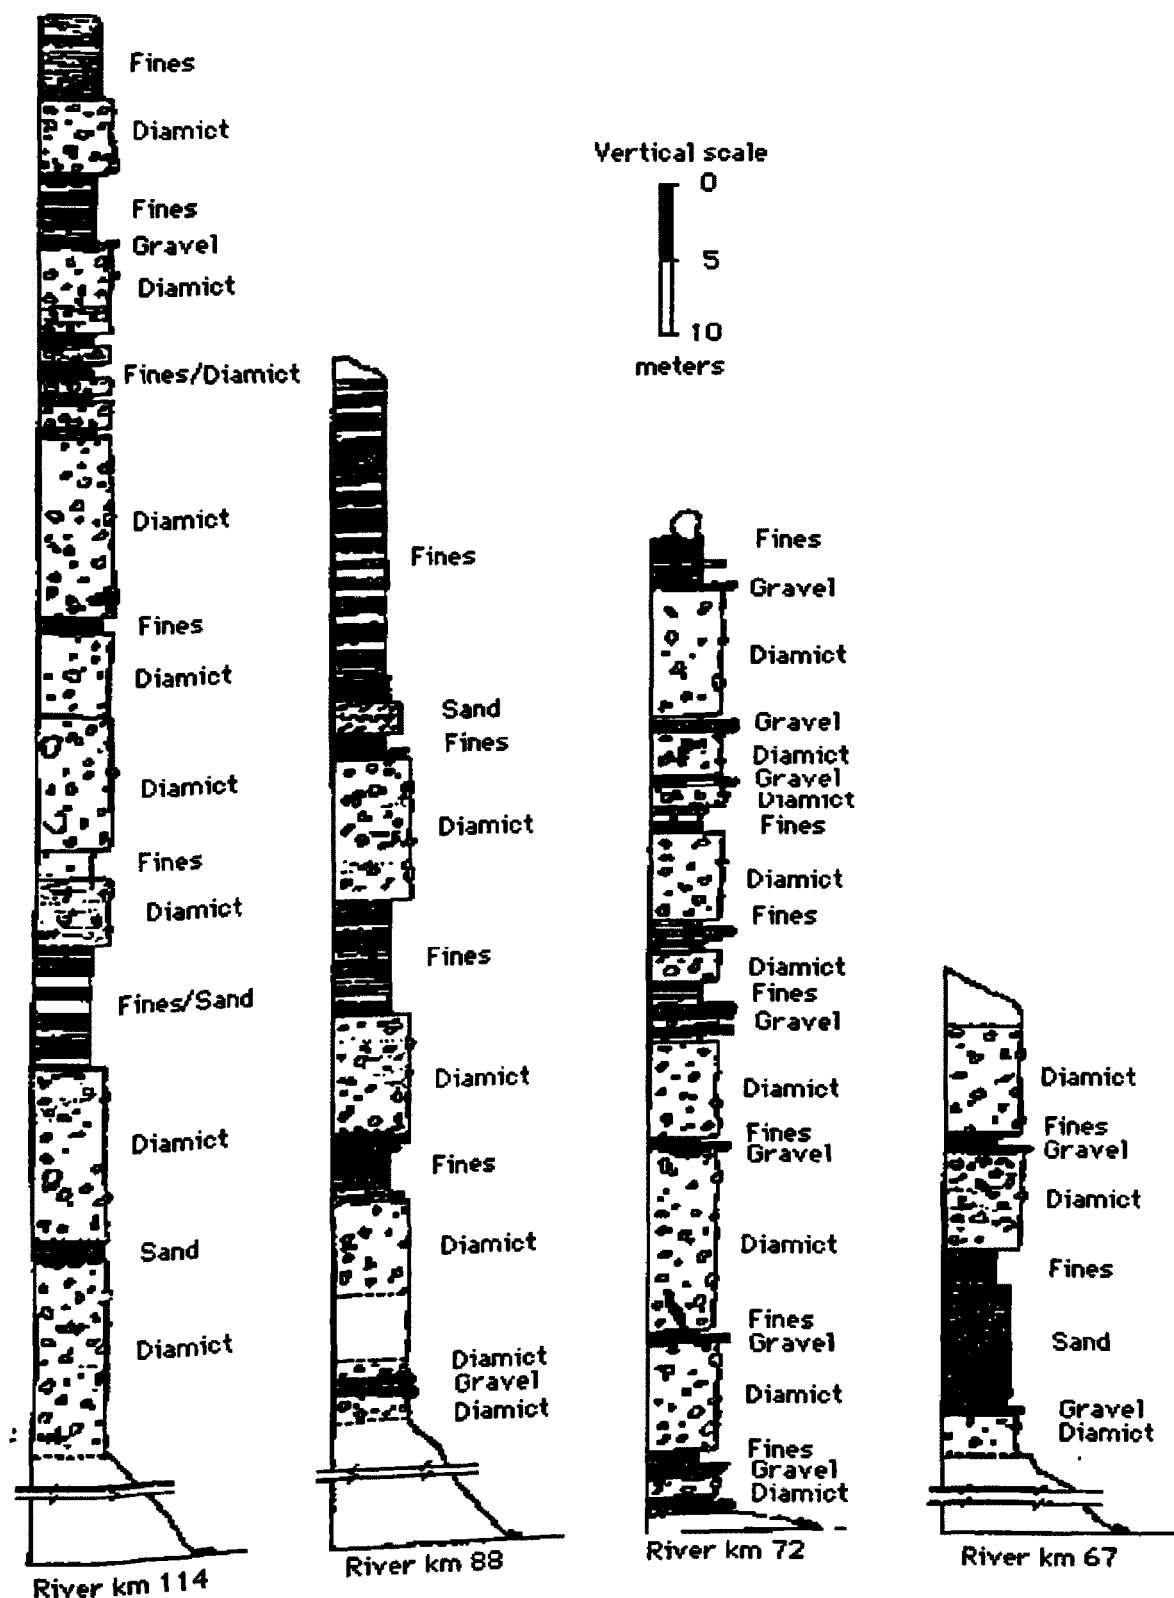 Fines
Diamict
Fines
Gravel
Diamict
Fines/Diamict
Diamict
Fines
Diamict
Diamict
Fines
Diamict
Fines/Sand
Diamict
Sand
Diamict
River km 114
Fines
Sand
Fines
Diamict
Fines
Diamict
Fines
Diamict
Diamict
Gravel
Diamict
River km 88
Vertical scale
0
5
10
meters
Fines
Gravel
Diamict
Gravel
Diamict
Gravel
Diamict
Fines
Diamict
Fines
Diamict
Fines
Gravel
Diamict
Fines
Gravel
Diamict
Fines
Gravel
Diamict
Fines
Gravel
Diamict
River km 72
Diamict
Fines
Gravel
Diamict
Fines
Sand
Gravel
Diamict
River km 67